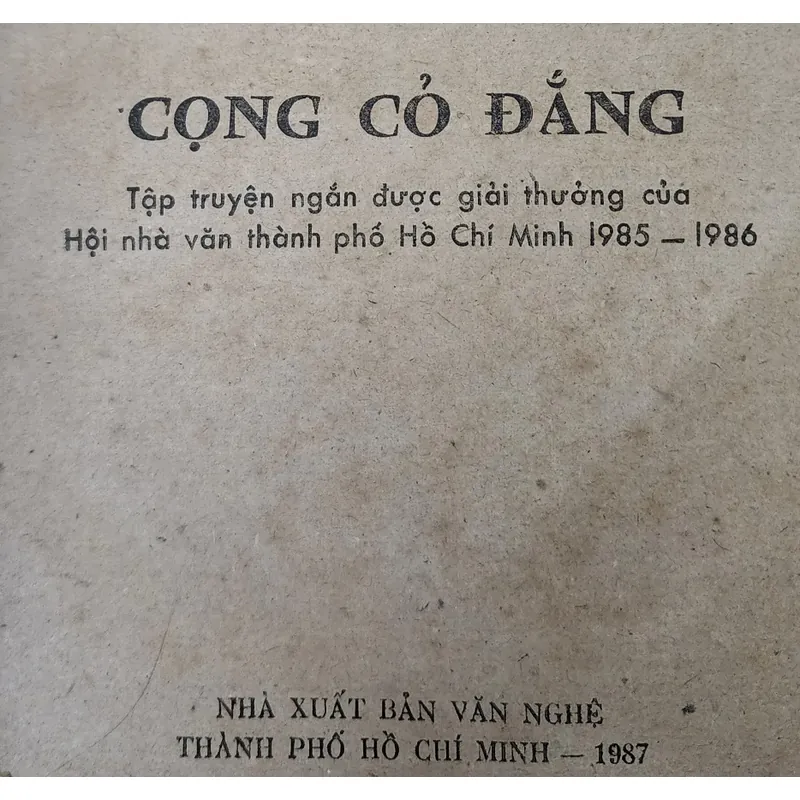 CỌNG CỎ ĐẮNG
Tập truyện ngắn được giải thưởng của
Hội nhà văn thành phố Hồ Chí Minh 1985 — 1986
NHÀ XUẤT BẢN VĂN NGHỆ
THÀNH PHỐ HỒ CHÍ MINH — 1987